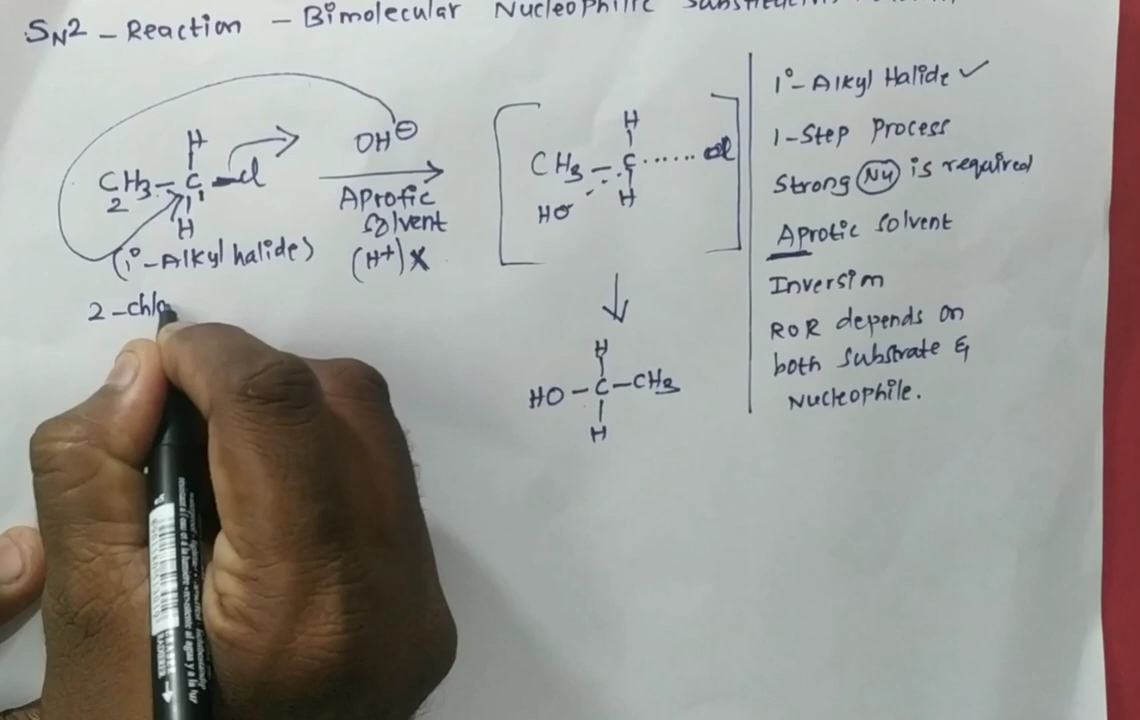 SN2 - Reaction - Bimolecular Nucleophilic
H
CH3 - C - Cl
2 1
H
(1° - Alkyl halide)
2 - chlo
OH⊖
Aprotic
Solvent
(H+) X
H
CH3 - C ...... Cl
HO
H
H
HO - C - CH3
H
1° - Alkyl Halide ✓
1 - Step Process
Strong Nu is required
Aprotic Solvent
Inversion
ROR depends on
both Substrate &
Nucleophile.